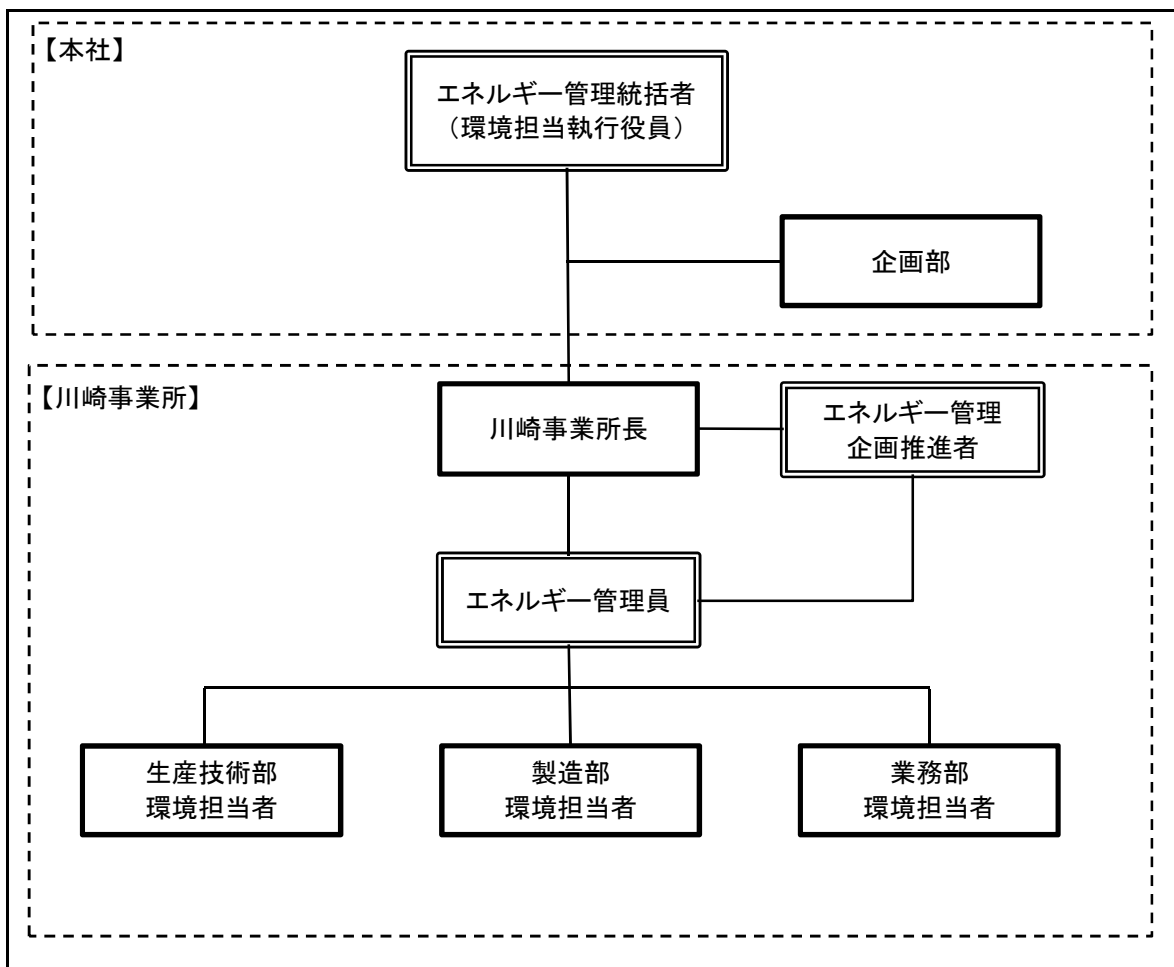 【本社】
エネルギー管理統括者
（環境担当執行役員）
企画部
【川崎事業所】
川崎事業所長
エネルギー管理
企画推進者
エネルギー管理員
生産技術部
環境担当者
製造部
環境担当者
業務部
環境担当者